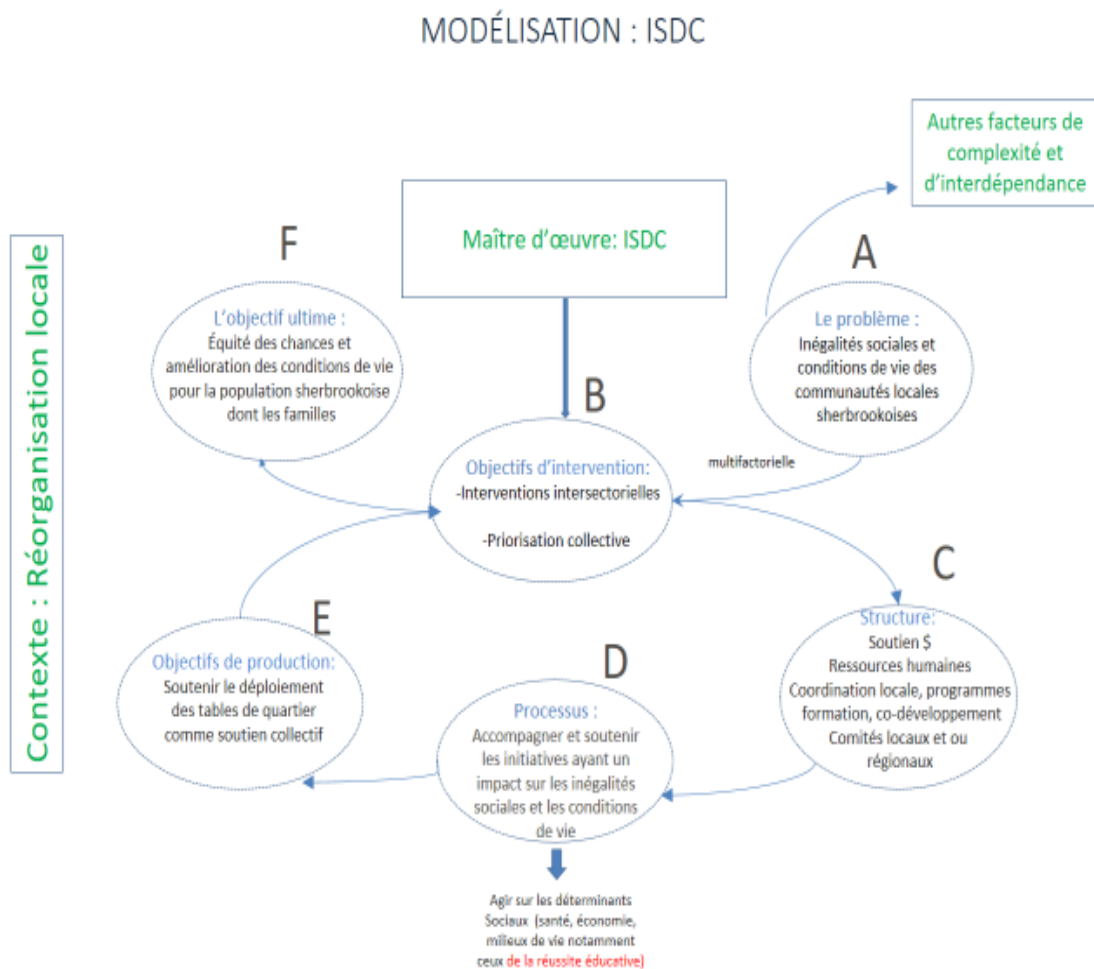 MODÉLISATION : ISDC
Autres facteurs de
complexité et
d'interdépendance
Maître d'œuvre: ISDC
Contexte : Réorganisation locale
A
Le problème :
Inégalités sociales et
conditions de vie des
communautés locales
sherbrookoises
multifactorielle
B
Objectifs d'intervention:
-Interventions intersectorielles
-Priorisation collective
C
Structure:
Soutien $
Ressources humaines
Coordination locale, programmes
formation, co-développement
Comités locaux et ou
régionaux
D
Processus :
Accompagner et soutenir
les initiatives ayant un
impact sur les inégalités
sociales et les conditions
de vie
Agir sur les déterminants
Sociaux (santé, économie,
milieux de vie notamment
ceux de la réussite éducative)
E
Objectifs de production:
Soutenir le déploiement
des tables de quartier
comme soutien collectif
F
L'objectif ultime :
Équité des chances et
amélioration des conditions de vie
pour la population sherbrookoise
dont les familles